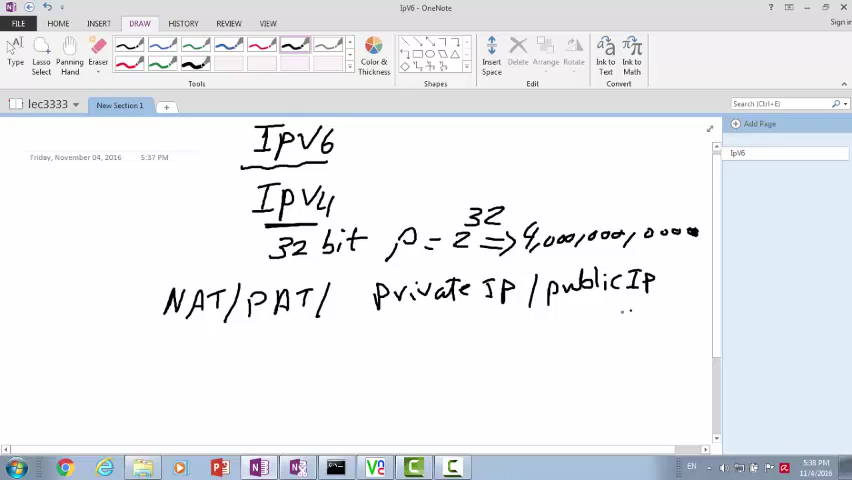 IpV6 - OneNote
FILE HOME INSERT DRAW HISTORY REVIEW VIEW
Sign in
Type Lasso Select Panning Hand Eraser Color & Thickness Insert Space Delete Arrange Rotate Ink to Text Ink to Math
Tools Shapes Edit Convert
lec3333 New Section 1 Search (Ctrl+E)
Add Page
IpV6
Friday, November 04, 2016 5:37 PM
IpV6
IpV4
32 bit
2^32 => 4,000,000,0000
NAT/PAT/ private IP / public IP
EN 5:38 PM
11/4/2016